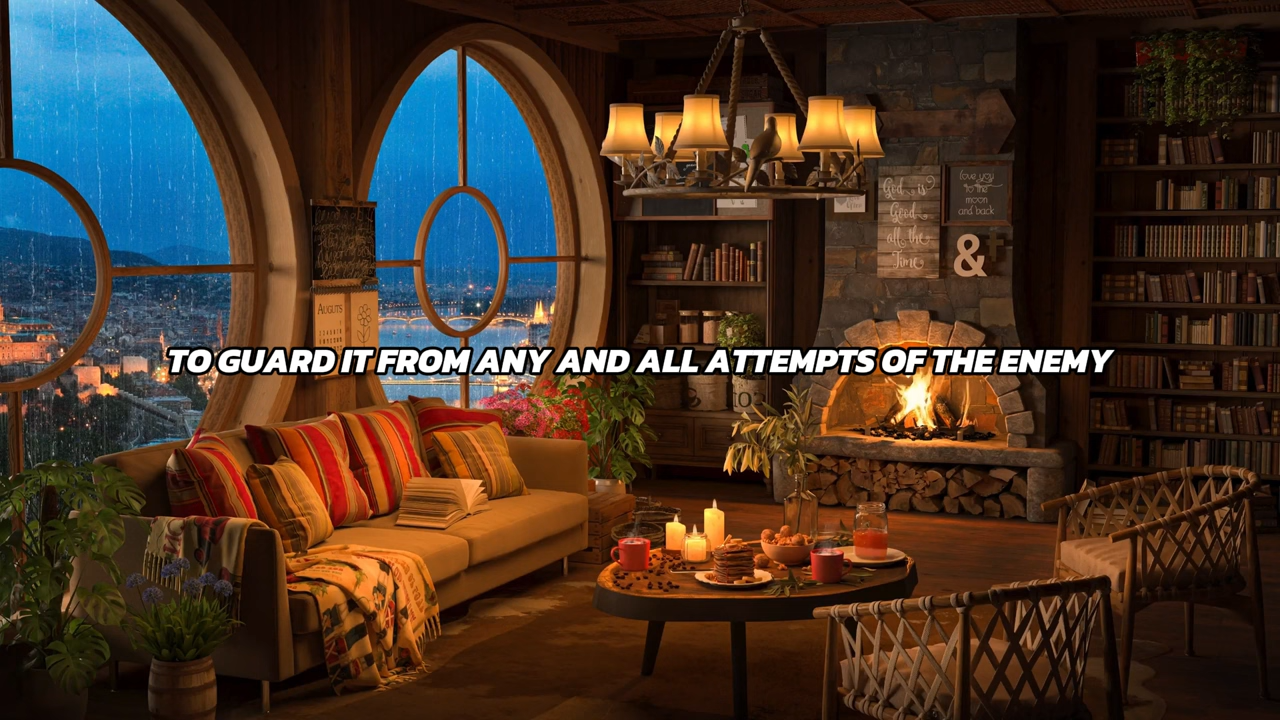 God is
Good
all the
Time
love you
to the
moon
and back
&
AUGUTS
TO GUARD IT FROM ANY AND ALL ATTEMPTS OF THE ENEMY